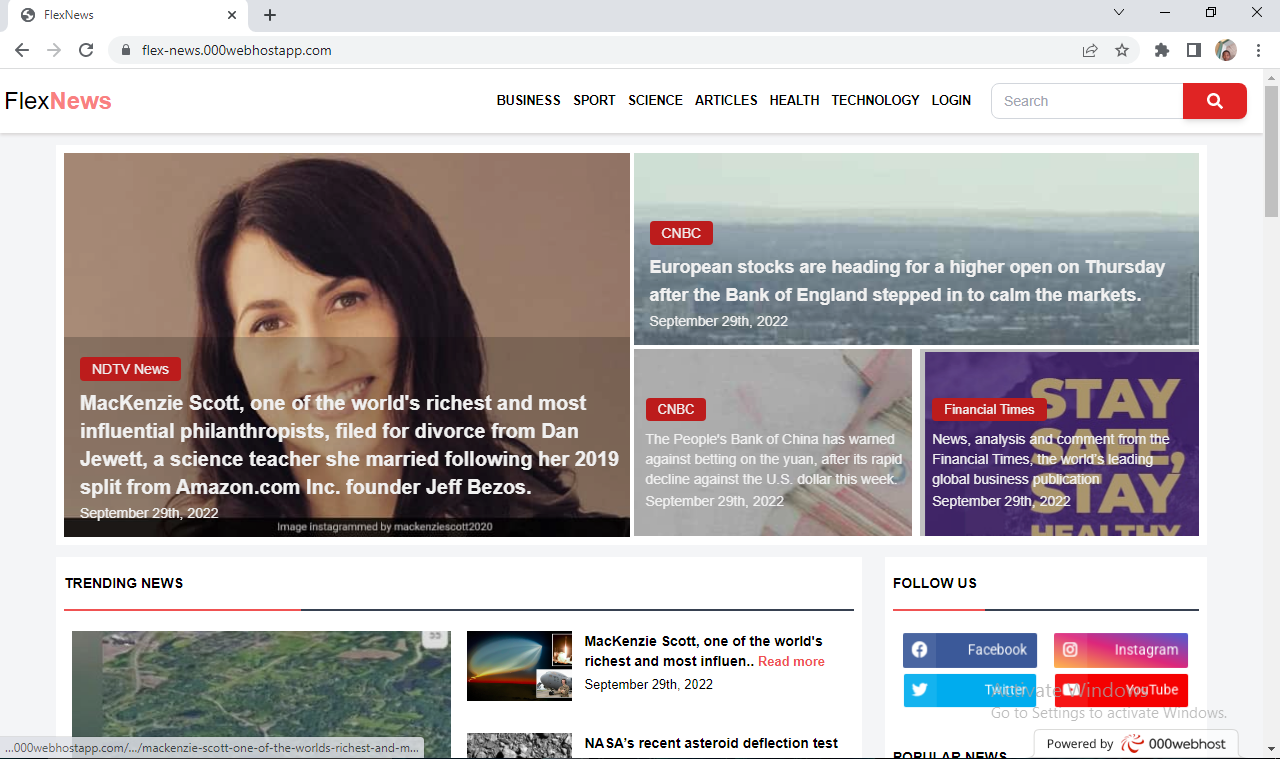 FlexNews
flex-news.000webhostapp.com
FlexNews
BUSINESS SPORT SCIENCE ARTICLES HEALTH TECHNOLOGY LOGIN
Search
NDTV News
MacKenzie Scott, one of the world's richest and most
influential philanthropists, filed for divorce from Dan
Jewett, a science teacher she married following her 2019
split from Amazon.com Inc. founder Jeff Bezos.
September 29th, 2022
Image instagrammed by mackenziescott2020
CNBC
European stocks are heading for a higher open on Thursday
after the Bank of England stepped in to calm the markets.
September 29th, 2022
CNBC
The People's Bank of China has warned
against betting on the yuan, after its rapid
decline against the U.S. dollar this week.
September 29th, 2022
STAY
SAFE,
STAY
HEALTHY
Financial Times
News, analysis and comment from the
Financial Times, the world's leading
global business publication
September 29th, 2022
TRENDING NEWS
MacKenzie Scott, one of the world's
richest and most influen.. Read more
September 29th, 2022
NASA's recent asteroid deflection test
FOLLOW US
Facebook
Instagram
Twitter
YouTube
Activate Windows
Go to Settings to activate Windows.
POPULAR NEWS
Powered by 000webhost
...000webhostapp.com/.../mackenzie-scott-one-of-the-worlds-richest-and-m...